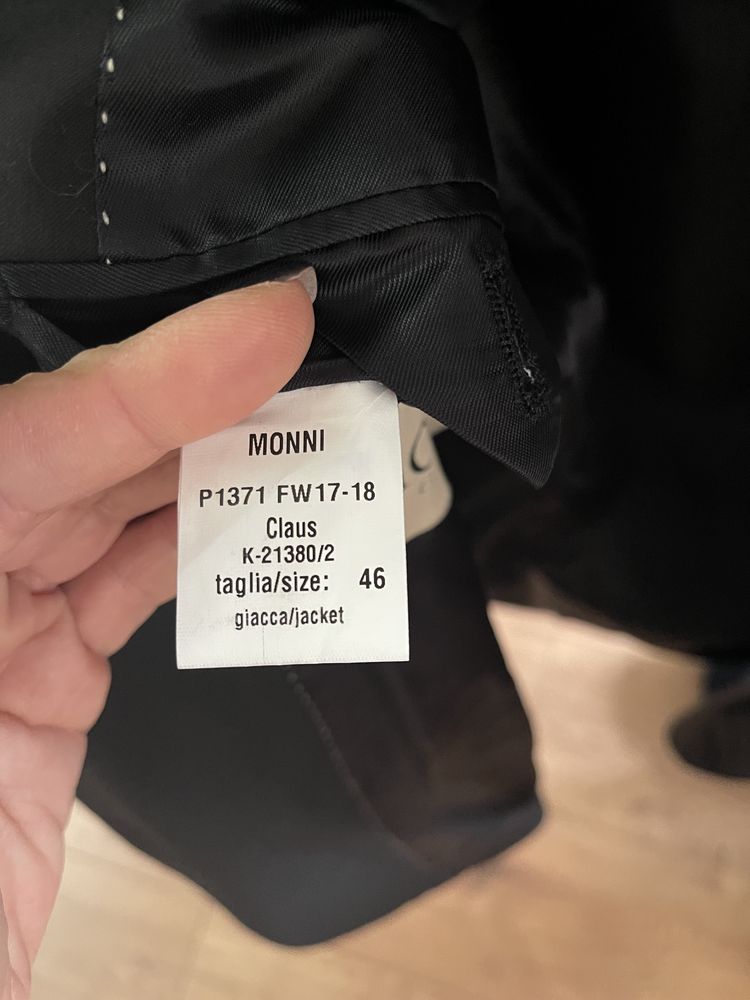 MONNI
P1371 FW17-18
Claus
K-21380/2
taglia/size: 46
giacca/jacket